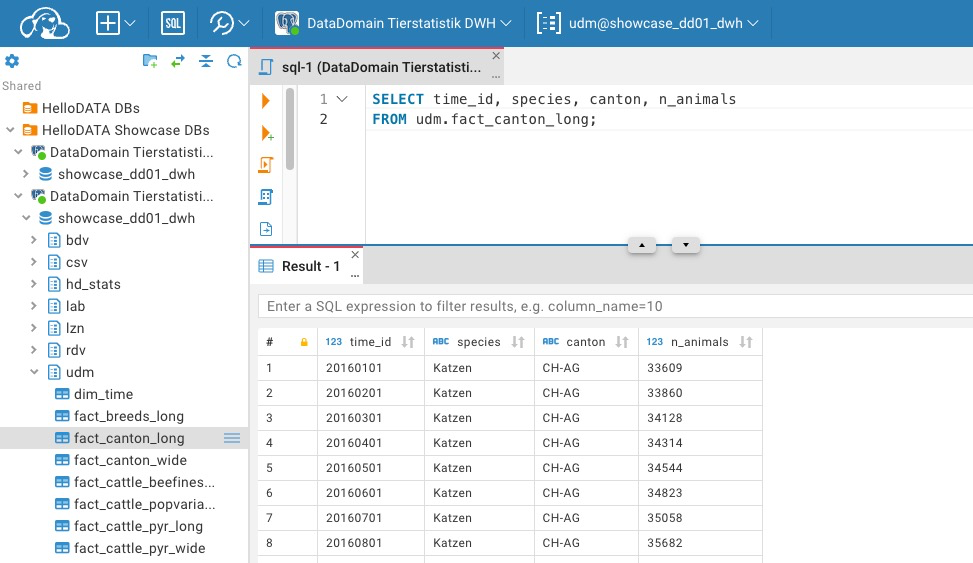 SQL
DataDomain Tierstatistik DWH
udm@showcase_dd01_dwh
Shared
HelloDATA DBs
HelloDATA Showcase DBs
DataDomain Tierstatisti...
showcase_dd01_dwh
DataDomain Tierstatisti...
showcase_dd01_dwh
bdv
csv
hd_stats
lab
lzn
rdv
udm
dim_time
fact_breeds_long
fact_canton_long
fact_canton_wide
fact_cattle_beefines...
fact_cattle_popvaria...
fact_cattle_pyr_long
fact_cattle_pyr_wide
sql-1 (DataDomain Tierstatisti...
1 SELECT time_id, species, canton, n_animals
2 FROM udm.fact_canton_long;
Result - 1
Enter a SQL expression to filter results, e.g. column_name=10
# 123 time_id ABC species ABC canton 123 n_animals
1 20160101 Katzen CH-AG 33609
2 20160201 Katzen CH-AG 33860
3 20160301 Katzen CH-AG 34128
4 20160401 Katzen CH-AG 34314
5 20160501 Katzen CH-AG 34544
6 20160601 Katzen CH-AG 34823
7 20160701 Katzen CH-AG 35058
8 20160801 Katzen CH-AG 35682